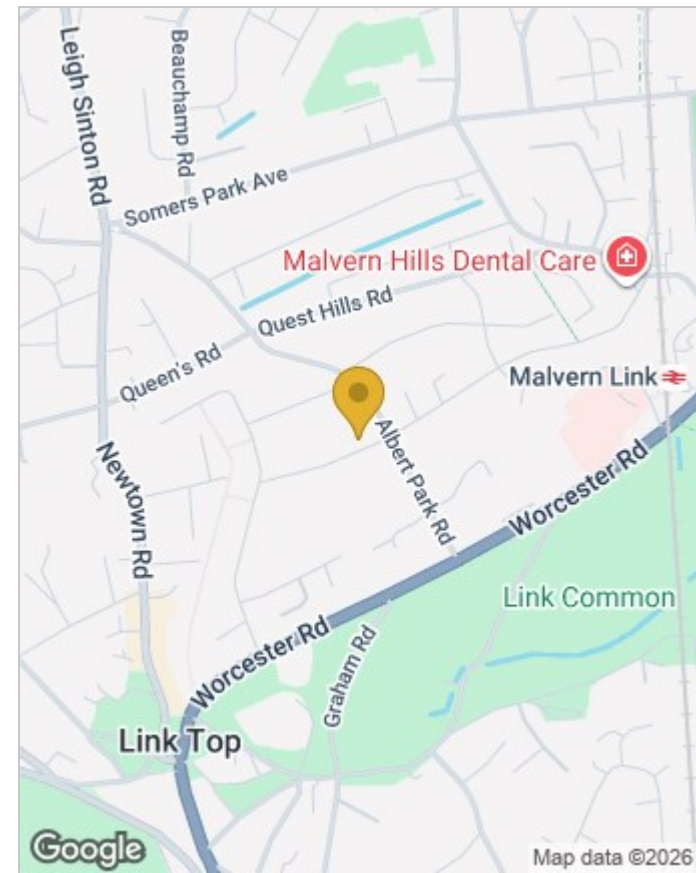 Leigh Sinton Rd
Beauchamp Rd
Somers Park Ave
Malvern Hills Dental Care
Quest Hills Rd
Queen's Rd
Malvern Link
Albert Park Rd
Newtown Rd
Worcester Rd
Link Common
Worcester Rd
Graham Rd
Link Top
Google
Map data ©2026